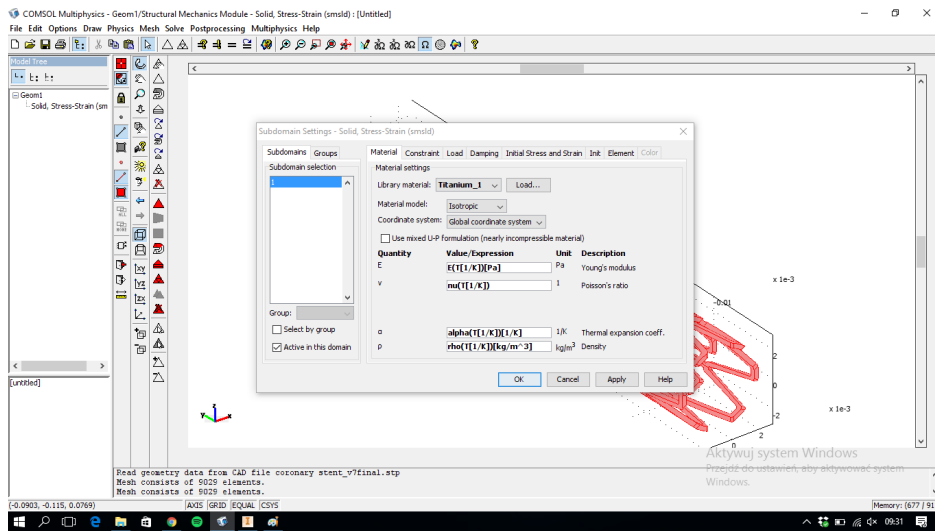 COMSOL Multiphysics - Geom1/Structural Mechanics Module - Solid, Stress-Strain (smsld) : [Untitled]
File Edit Options Draw Physics Mesh Solve Postprocessing Multiphysics Help
Model Tree
Geom1
Solid, Stress-Strain (sm
[untitled]
Subdomain Settings - Solid, Stress-Strain (smsld)
Subdomains Groups
Subdomain selection
1
Group:
Select by group
Active in this domain
Material Constraint Load Damping Initial Stress and Strain Init Element Color
Material settings
Library material: Titanium_1 Load...
Material model: Isotropic
Coordinate system: Global coordinate system
Use mixed U-P formulation (nearly incompressible material)
Quantity Value/Expression Unit Description
E E(T[1/K])[Pa] Pa Young's modulus
ν nu(T[1/K]) 1 Poisson's ratio
α alpha(T[1/K])[1/K] 1/K Thermal expansion coeff.
ρ rho(T[1/K])[kg/m^3] kg/m³ Density
OK Cancel Apply Help
x 1e-3
-0.01
2
0
-2
x 1e-3
2
0
z
y x
Aktywuj system Windows
Przejdź do ustawień, aby aktywować system
Windows.
Read geometry data from CAD file coronary stent_v7final.stp
Mesh consists of 9029 elements.
Mesh consists of 9029 elements.
(-0.0903, -0.115, 0.0769) AXIS GRID EQUAL CSYS Memory: (677 / 91
09:31